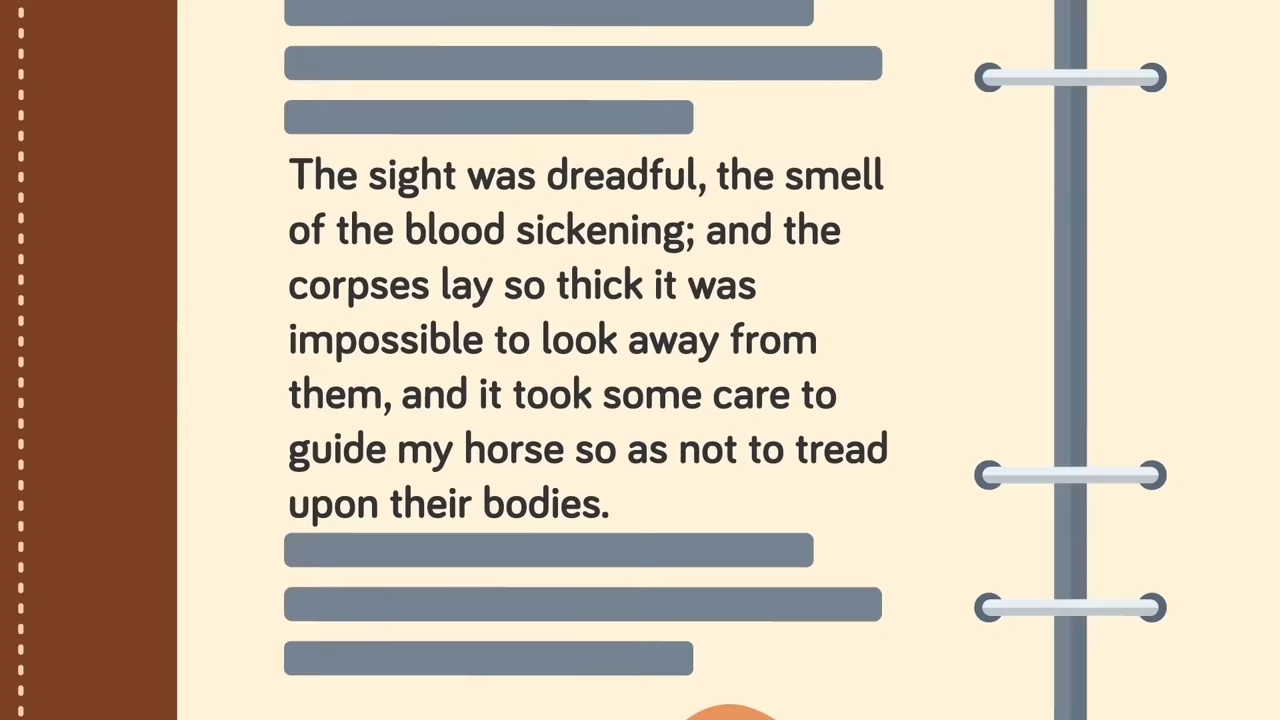 The sight was dreadful, the smell
of the blood sickening; and the
corpses lay so thick it was
impossible to look away from
them, and it took some care to
guide my horse so as not to tread
upon their bodies.